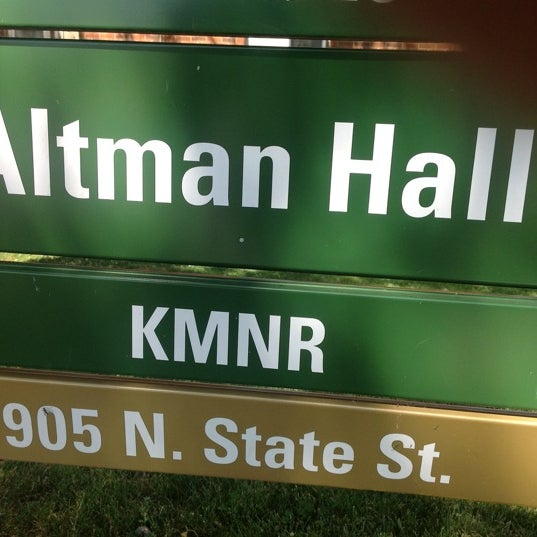 Altman Hall
KMNR
905 N. State St.